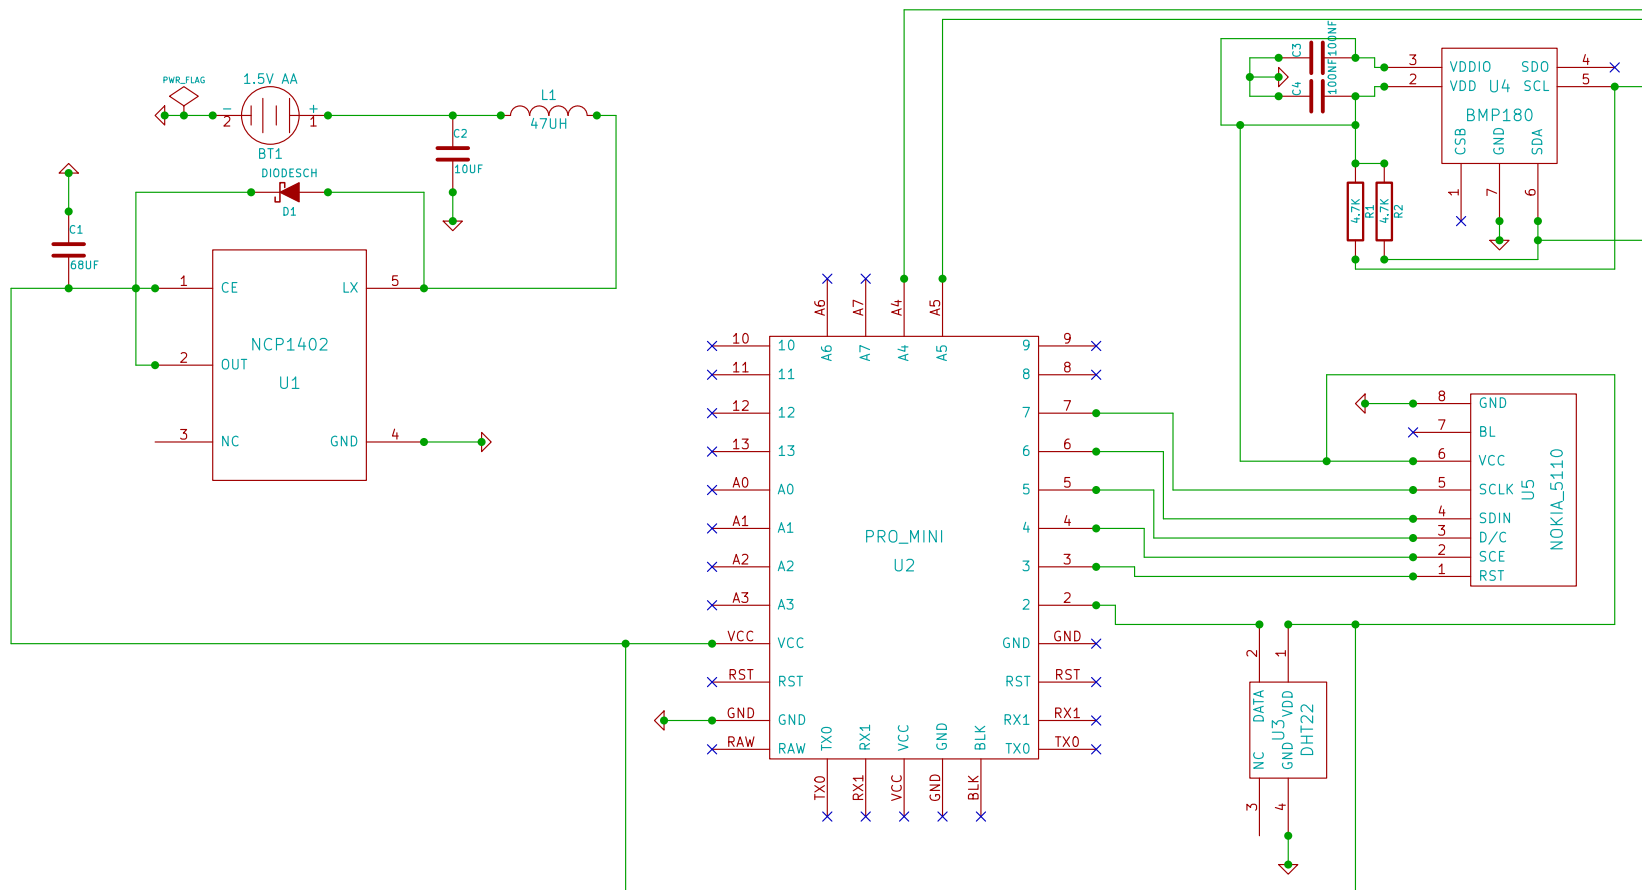 PWR_FLAG
1.5V AA
−
+
2
1
BT1
L1
47UH
C2
10UF
DIODESCH
D1
C1
68UF
1
CE
LX
5
NCP1402
2
OUT
U1
3
NC
GND
4
C3
100NF
C4
100NF
3
VDDIO
SDO
4
2
VDD
U4
SCL
5
BMP180
CSB
GND
SDA
1
7
6
4.7K
R1
4.7K
R2
A6
A7
A4
A5
A6
A7
A4
A5
10
10
9
9
11
11
8
8
12
12
7
7
13
13
6
6
A0
A0
5
5
A1
A1
4
4
PRO_MINI
U2
A2
A2
3
3
A3
A3
2
2
VCC
VCC
GND
GND
RST
RST
RST
RST
GND
GND
RX1
RX1
RAW
RAW
TX0
TX0
TX0
RX1
VCC
GND
BLK
TX0
RX1
VCC
GND
BLK
8
GND
7
BL
6
VCC
5
SCLK
4
SDIN
3
D/C
2
SCE
1
RST
U5
NOKIA_5110
2
1
DATA
VDD
U3
DHT22
NC
GND
3
4